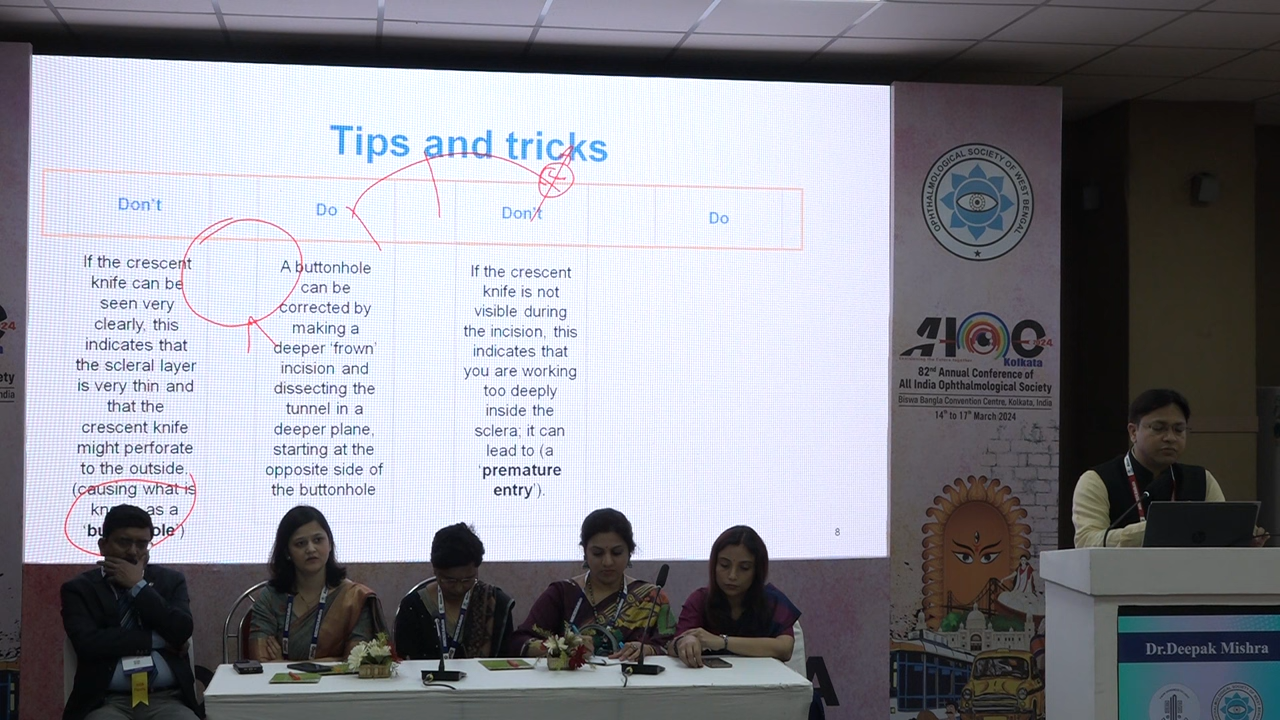 Tips and tricks
Don't
Do
Don't
Do
If the crescent
knife can be
seen very
clearly, this
indicates that
the scleral layer
is very thin and
that the
crescent knife
might perforate
to the outside,
(causing what is
known as a
A buttonhole
can be
corrected by
making a
deeper 'frown'
incision and
dissecting the
tunnel in a
deeper plane,
starting at the
opposite side of
the buttonhole
If the crescent
knife is not
visible during
the incision, this
indicates that
you are working
too deeply
inside the
sclera; it can
lead to (a
'premature
entry').
8
OPHTHALMOLOGICAL SOCIETY OF WEST BENGAL
AIOC
2024
Kolkata
82nd Annual Conference of
All India Ophthalmological Society
Biswa Bangla Convention Centre, Kolkata, India
14th to 17th March 2024
Dr.Deepak Mishra